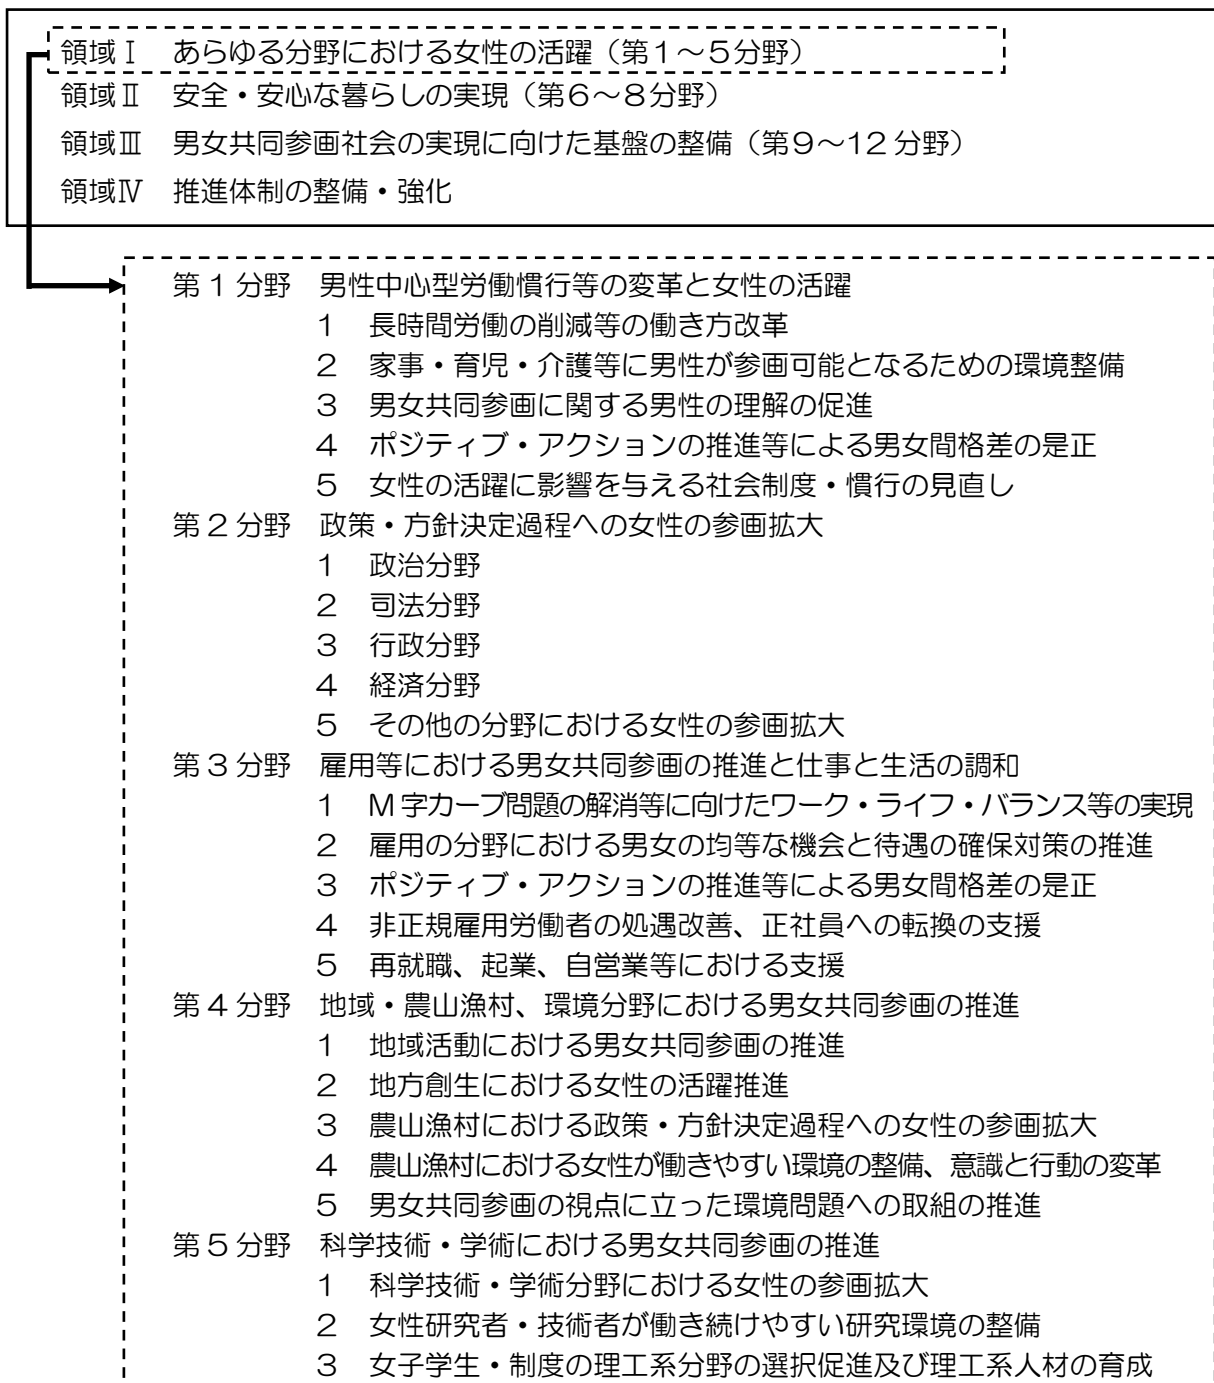 領域Ⅰ　あらゆる分野における女性の活躍（第１～５分野）
領域Ⅱ　安全・安心な暮らしの実現（第６～８分野）
領域Ⅲ　男女共同参画社会の実現に向けた基盤の整備（第９～12 分野）
領域Ⅳ　推進体制の整備・強化
第 1 分野　男性中心型労働慣行等の変革と女性の活躍
１　長時間労働の削減等の働き方改革
２　家事・育児・介護等に男性が参画可能となるための環境整備
３　男女共同参画に関する男性の理解の促進
４　ポジティブ・アクションの推進等による男女間格差の是正
５　女性の活躍に影響を与える社会制度・慣行の見直し
第 2 分野　政策・方針決定過程への女性の参画拡大
１　政治分野
２　司法分野
３　行政分野
４　経済分野
５　その他の分野における女性の参画拡大
第 3 分野　雇用等における男女共同参画の推進と仕事と生活の調和
１　M 字カーブ問題の解消等に向けたワーク・ライフ・バランス等の実現
２　雇用の分野における男女の均等な機会と待遇の確保対策の推進
３　ポジティブ・アクションの推進等による男女間格差の是正
４　非正規雇用労働者の処遇改善、正社員への転換の支援
５　再就職、起業、自営業等における支援
第 4 分野　地域・農山漁村、環境分野における男女共同参画の推進
１　地域活動における男女共同参画の推進
２　地方創生における女性の活躍推進
３　農山漁村における政策・方針決定過程への女性の参画拡大
４　農山漁村における女性が働きやすい環境の整備、意識と行動の変革
５　男女共同参画の視点に立った環境問題への取組の推進
第 5 分野　科学技術・学術における男女共同参画の推進
１　科学技術・学術分野における女性の参画拡大
２　女性研究者・技術者が働き続けやすい研究環境の整備
３　女子学生・制度の理工系分野の選択促進及び理工系人材の育成